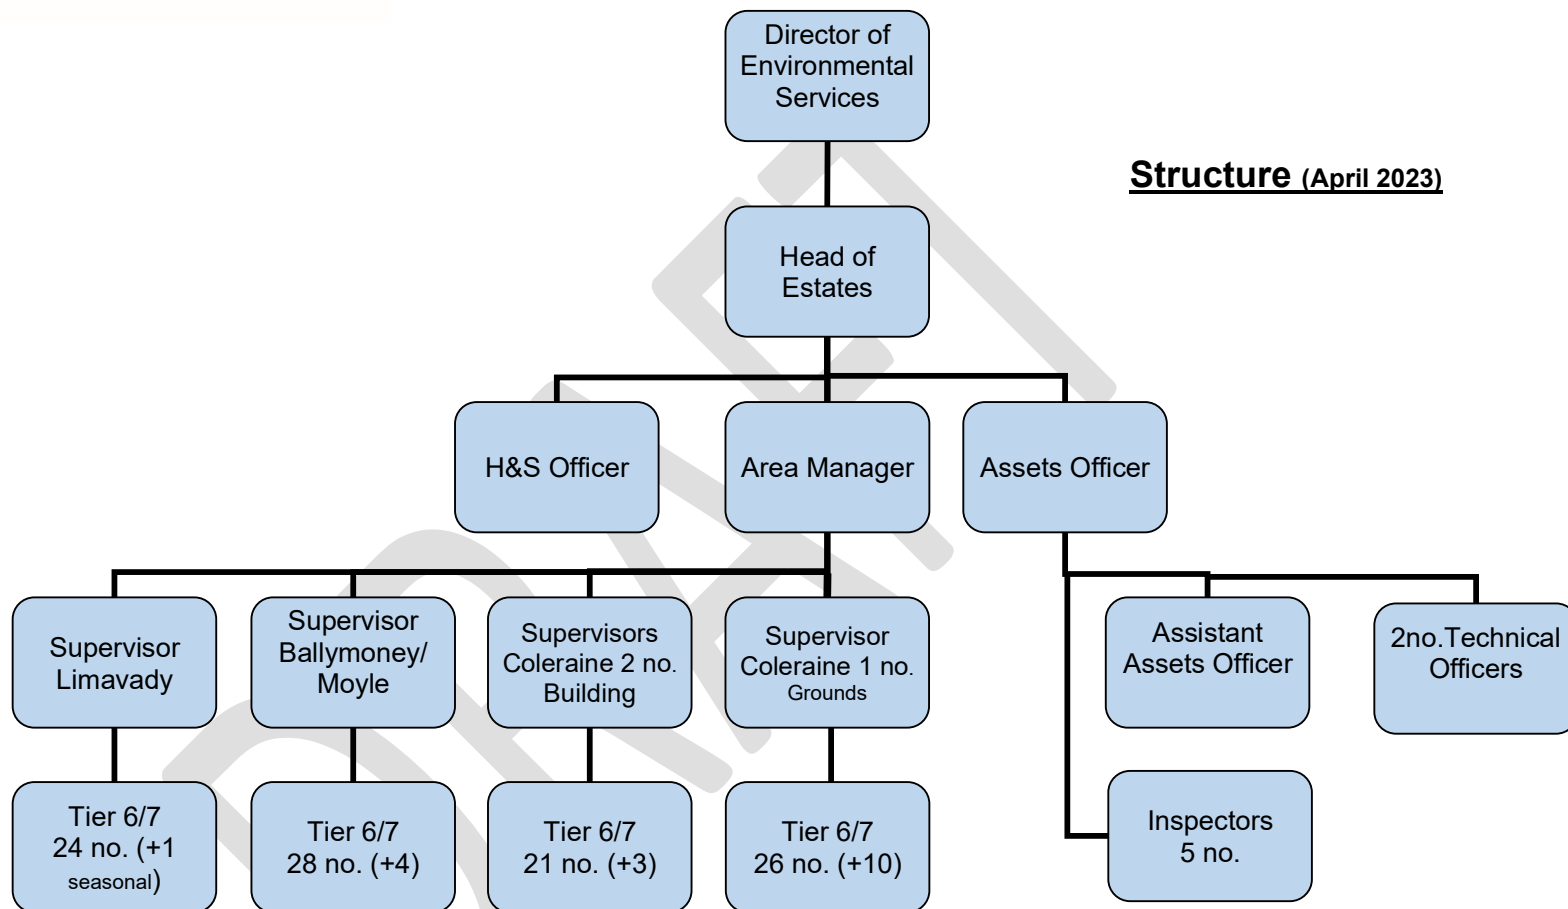 Director of
Environmental
Services
Structure (April 2023)
Head of
Estates
H&S Officer
Area Manager
Assets Officer
Supervisor
Limavady
Supervisor
Ballymoney/
Moyle
Supervisors
Coleraine 2 no.
Building
Supervisor
Coleraine 1 no.
Grounds
Assistant
Assets Officer
2no.Technical
Officers
Tier 6/7
24 no. (+1
seasonal)
Tier 6/7
28 no. (+4)
Tier 6/7
21 no. (+3)
Tier 6/7
26 no. (+10)
Inspectors
5 no.
DRAFT